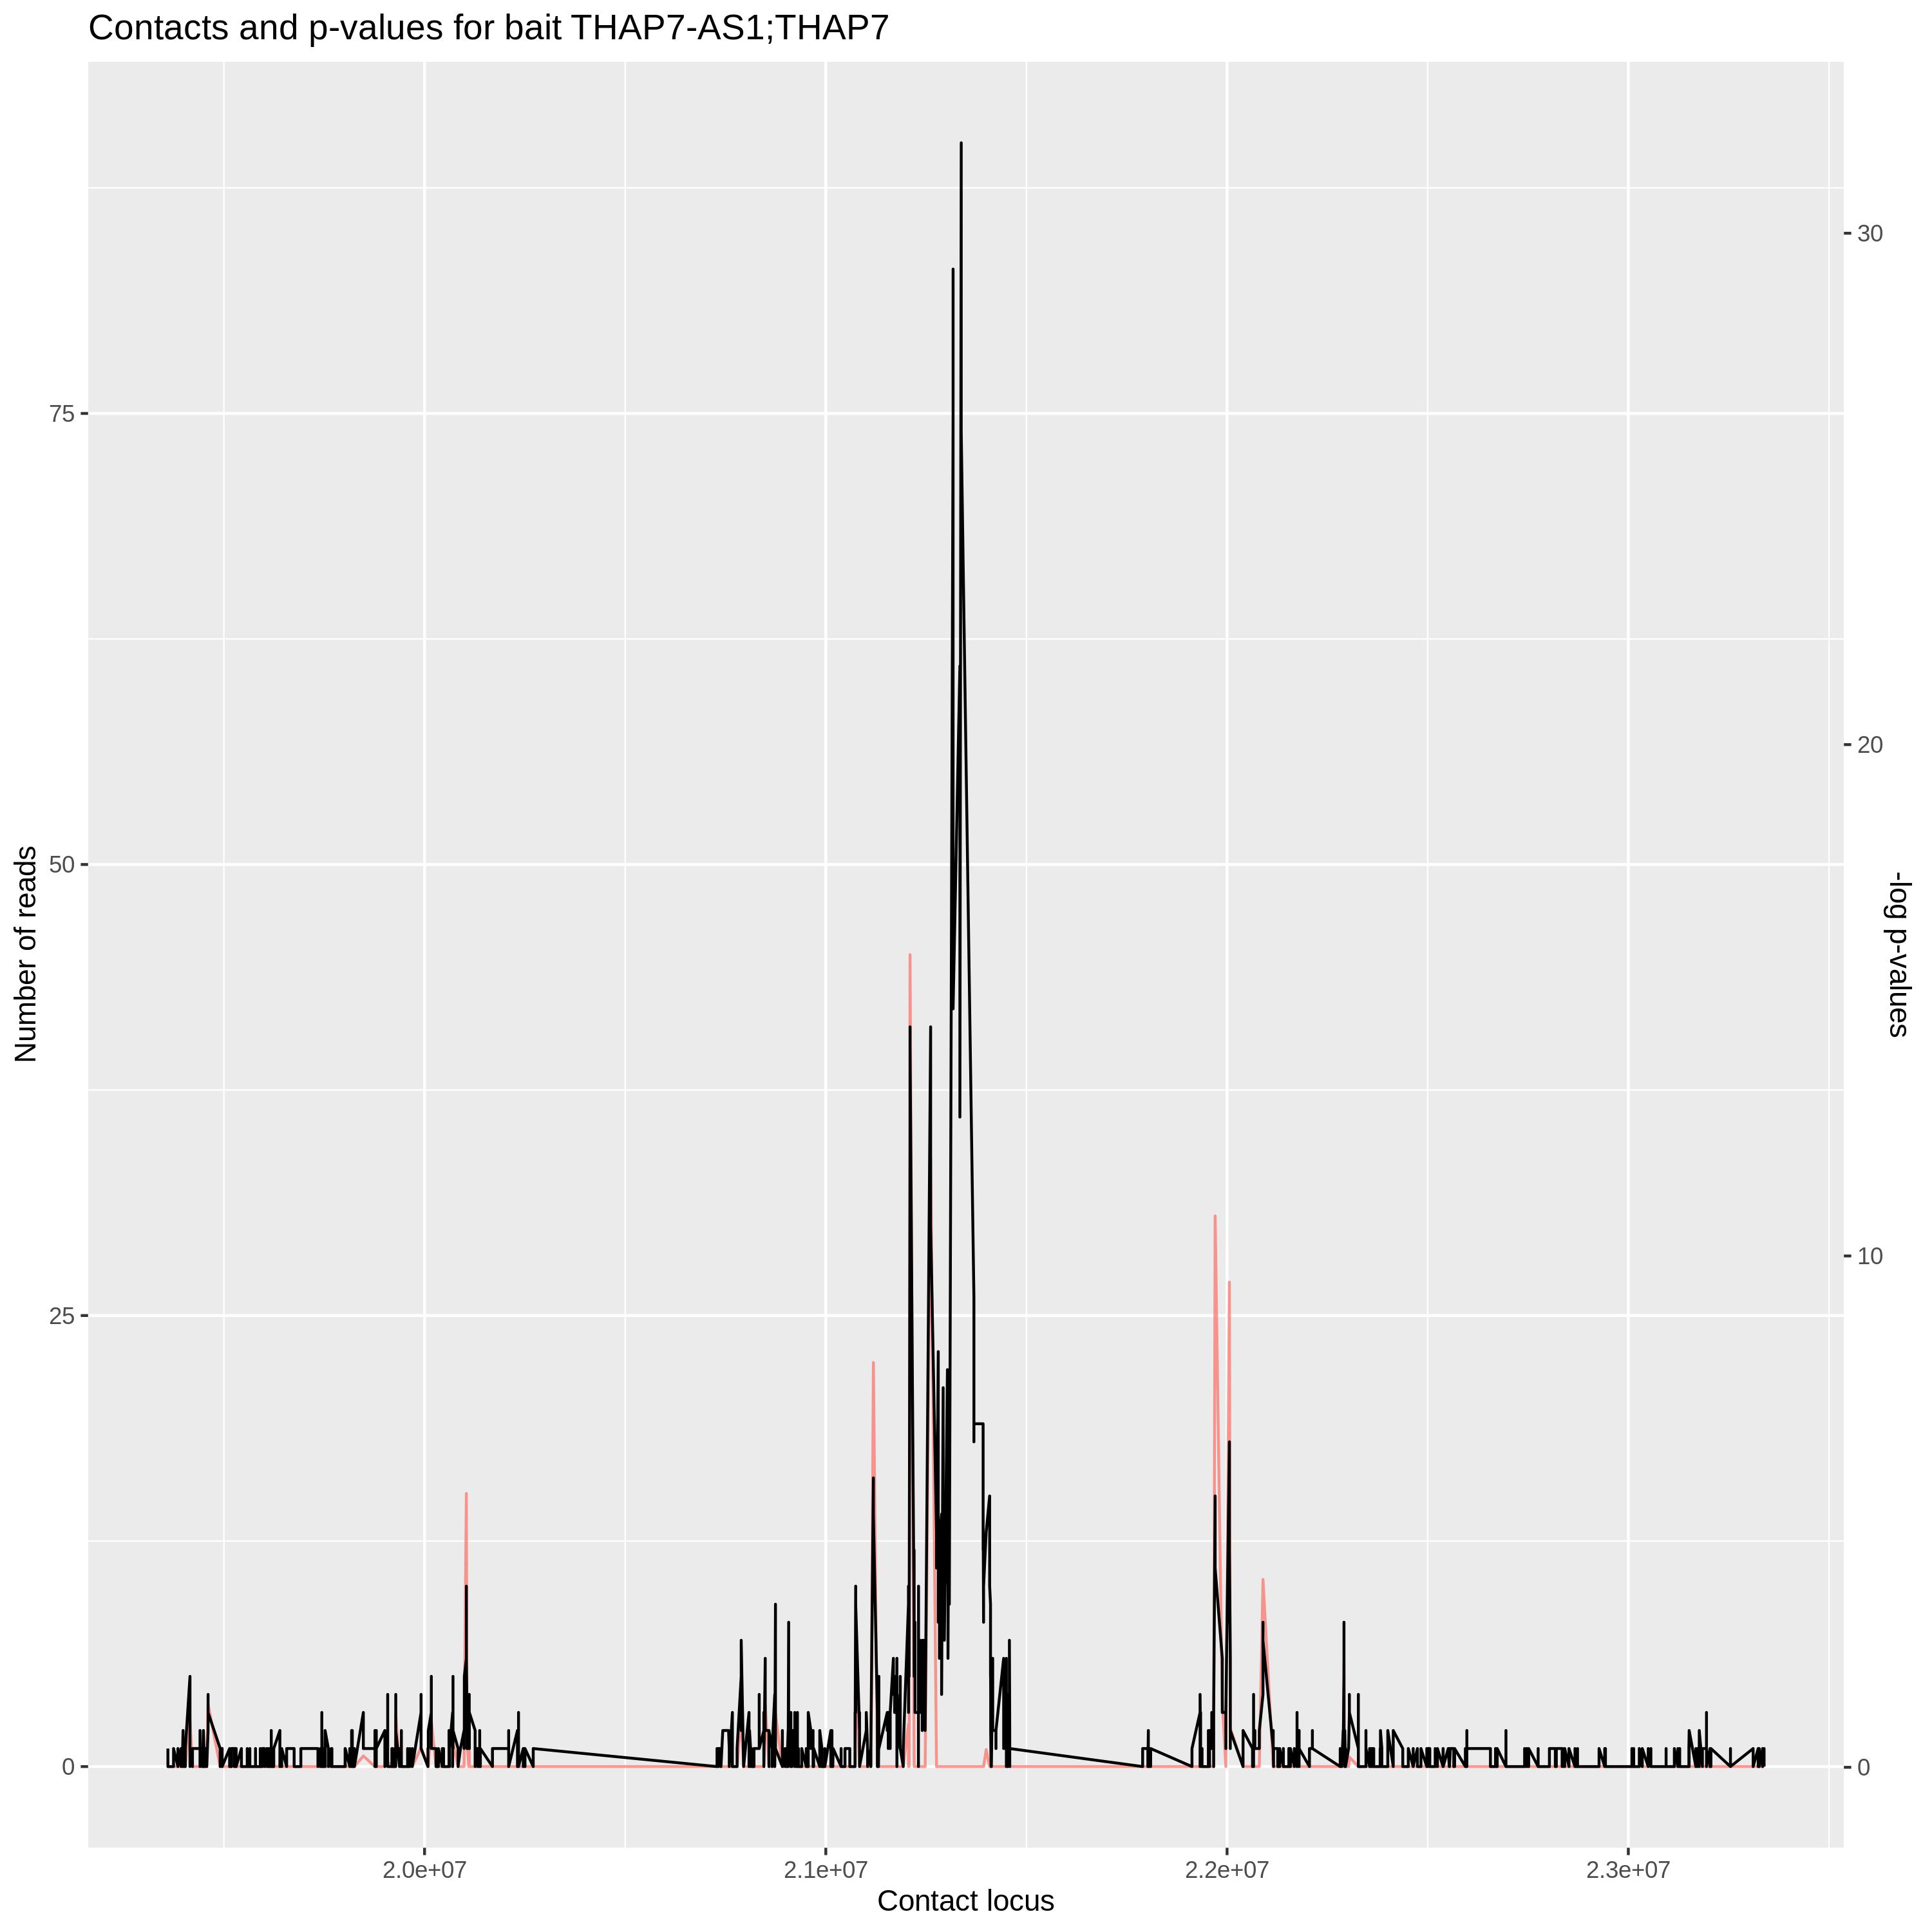 Contacts and p-values for bait THAP7-AS1;THAP7
Number of reads
75
50
25
0
30
20
10
0
-log p-values
2.0e+07
2.1e+07
2.2e+07
2.3e+07
Contact locus